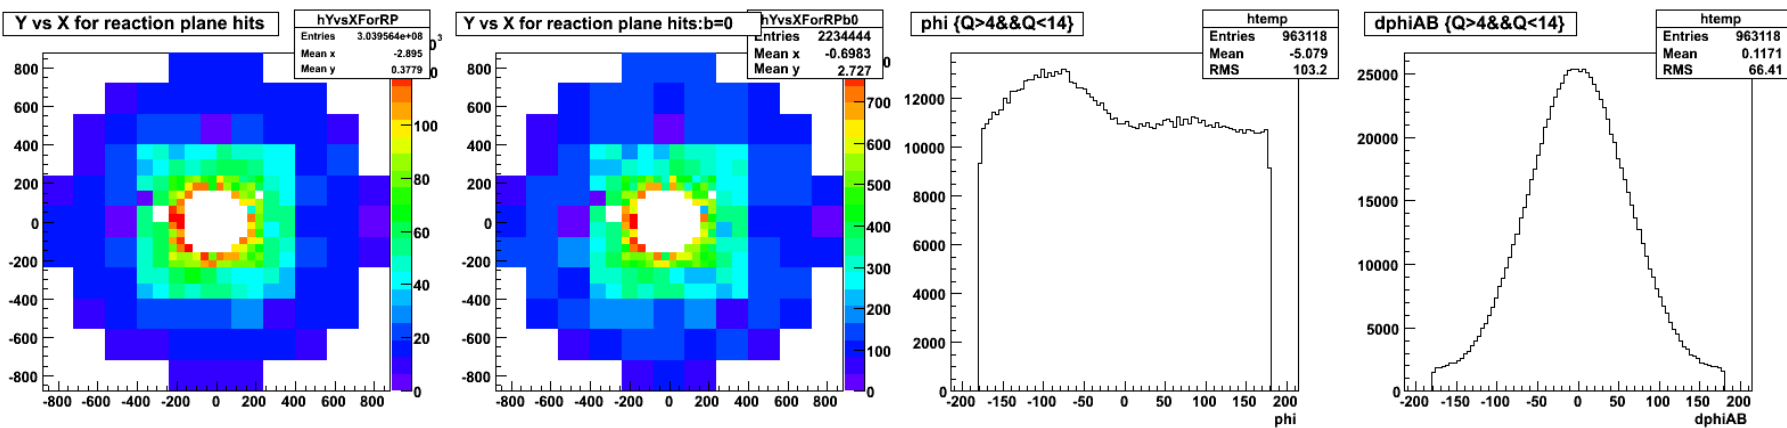 Y vs X for reaction plane hits
hYvsXForRP
Entries 3.039564e+08
Mean x -2.895
Mean y 0.3779
800
600
400
200
0
-200
-400
-600
-800
-800 -600 -400 -200 0 200 400 600 800
100
80
60
40
20
0
Y vs X for reaction plane hits:b=0
hYvsXForRPb0
Entries 2234444
Mean x -0.6983
Mean y 2.727
800
600
400
200
0
-200
-400
-600
-800
-800 -600 -400 -200 0 200 400 600 800
700
600
500
400
300
200
100
0
phi {Q>4&&Q<14}
htemp
Entries 963118
Mean -5.079
RMS 103.2
12000
10000
8000
6000
4000
2000
0
-200 -150 -100 -50 0 50 100 150 200
phi
dphiAB {Q>4&&Q<14}
htemp
Entries 963118
Mean 0.1171
RMS 66.41
25000
20000
15000
10000
5000
0
-200 -150 -100 -50 0 50 100 150 200
dphiAB